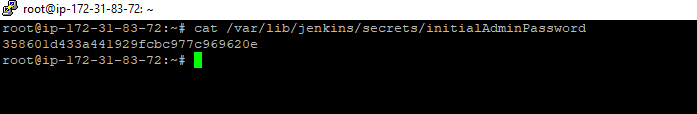 root@ip-172-31-83-72: ~
root@ip-172-31-83-72:~# cat /var/lib/jenkins/secrets/initialAdminPassword
358601d433a441929fcbc977c969620e
root@ip-172-31-83-72:~#